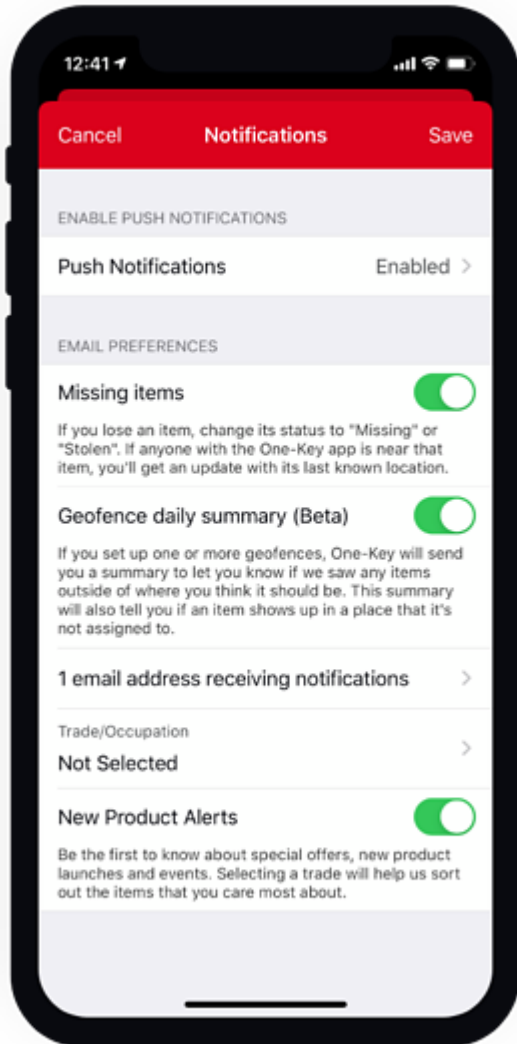 12:41
Cancel Notifications Save
ENABLE PUSH NOTIFICATIONS
Push Notifications Enabled
EMAIL PREFERENCES
Missing items
If you lose an item, change its status to "Missing" or
"Stolen". If anyone with the One-Key app is near that
item, you'll get an update with its last known location.
Geofence daily summary (Beta)
If you set up one or more geofences, One-Key will send
you a summary to let you know if we saw any items
outside of where you think it should be. This summary
will also tell you if an item shows up in a place that it's
not assigned to.
1 email address receiving notifications
Trade/Occupation
Not Selected
New Product Alerts
Be the first to know about special offers, new product
launches and events. Selecting a trade will help us sort
out the items that you care most about.